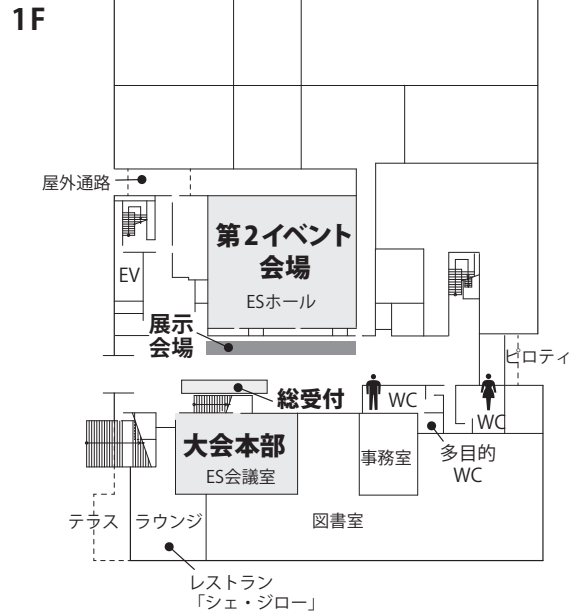 1F
屋外通路
第2イベント
会場
ESホール
EV
展示
会場
ピロティ
総受付
WC
WC
大会本部
ES会議室
事務室
多目的
WC
テラス
ラウンジ
図書室
レストラン
「シェ・ジロー」